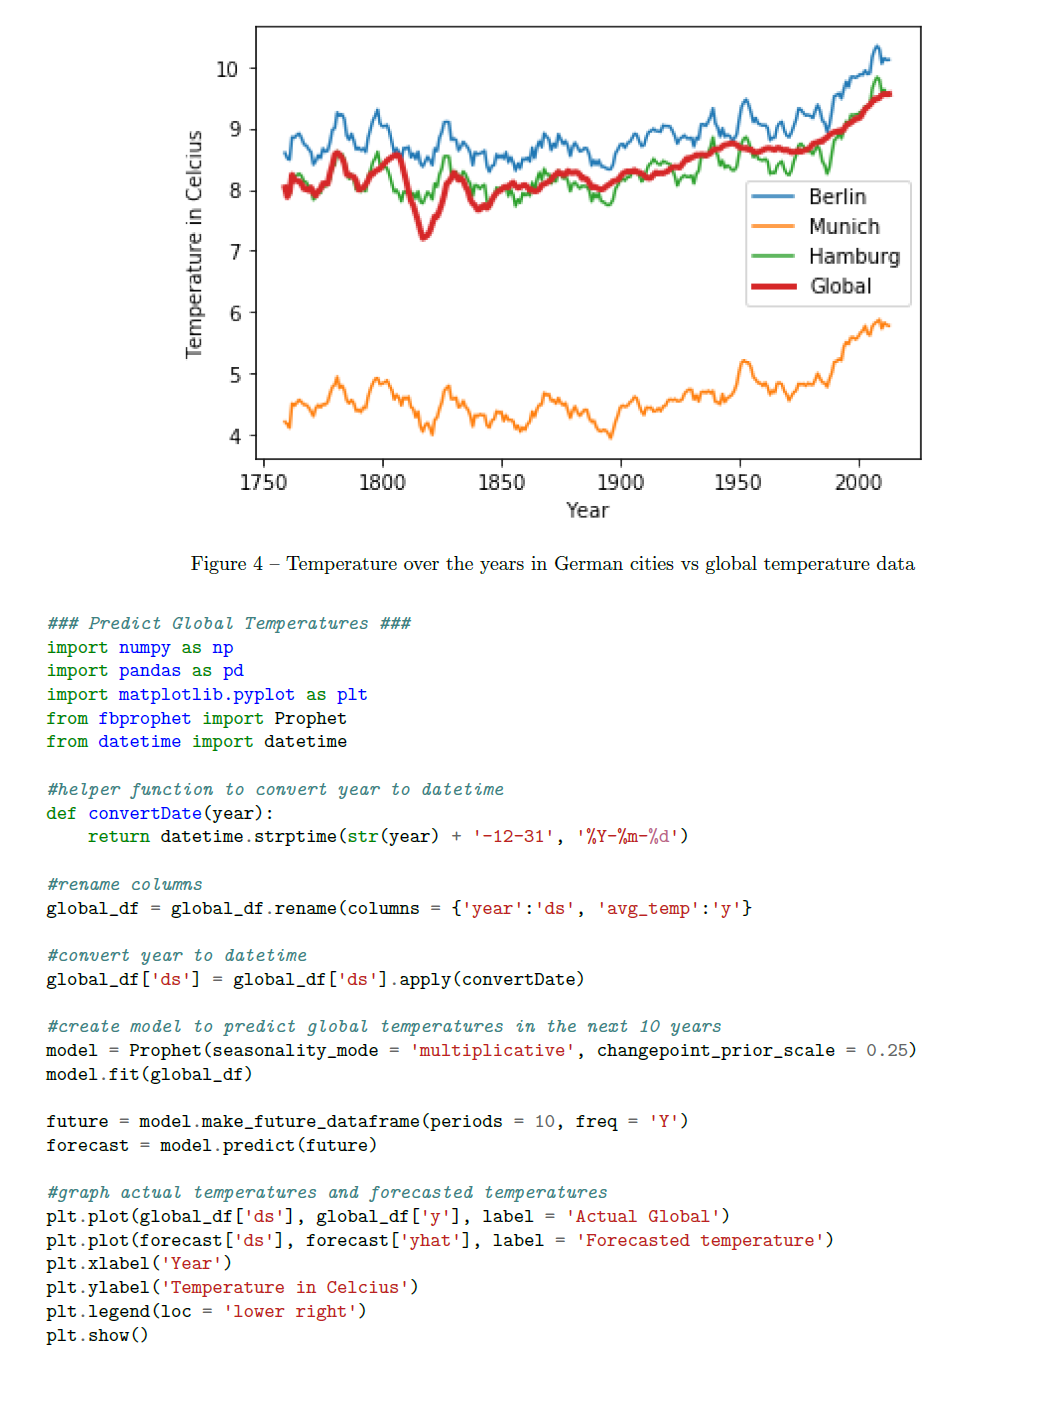 10
9
8
7
6
5
4
Temperature in Celcius
Berlin
Munich
Hamburg
Global
1750 1800 1850 1900 1950 2000
Year
Figure 4 – Temperature over the years in German cities vs global temperature data
### Predict Global Temperatures ###
import numpy as np
import pandas as pd
import matplotlib.pyplot as plt
from fbprophet import Prophet
from datetime import datetime
#helper function to convert year to datetime
def convertDate(year):
    return datetime.strptime(str(year) + '-12-31', '%Y-%m-%d')
#rename columns
global_df = global_df.rename(columns = {'year':'ds', 'avg_temp':'y'}
#convert year to datetime
global_df['ds'] = global_df['ds'].apply(convertDate)
#create model to predict global temperatures in the next 10 years
model = Prophet(seasonality_mode = 'multiplicative', changepoint_prior_scale = 0.25)
model.fit(global_df)
future = model.make_future_dataframe(periods = 10, freq = 'Y')
forecast = model.predict(future)
#graph actual temperatures and forecasted temperatures
plt.plot(global_df['ds'], global_df['y'], label = 'Actual Global')
plt.plot(forecast['ds'], forecast['yhat'], label = 'Forecasted temperature')
plt.xlabel('Year')
plt.ylabel('Temperature in Celcius')
plt.legend(loc = 'lower right')
plt.show()